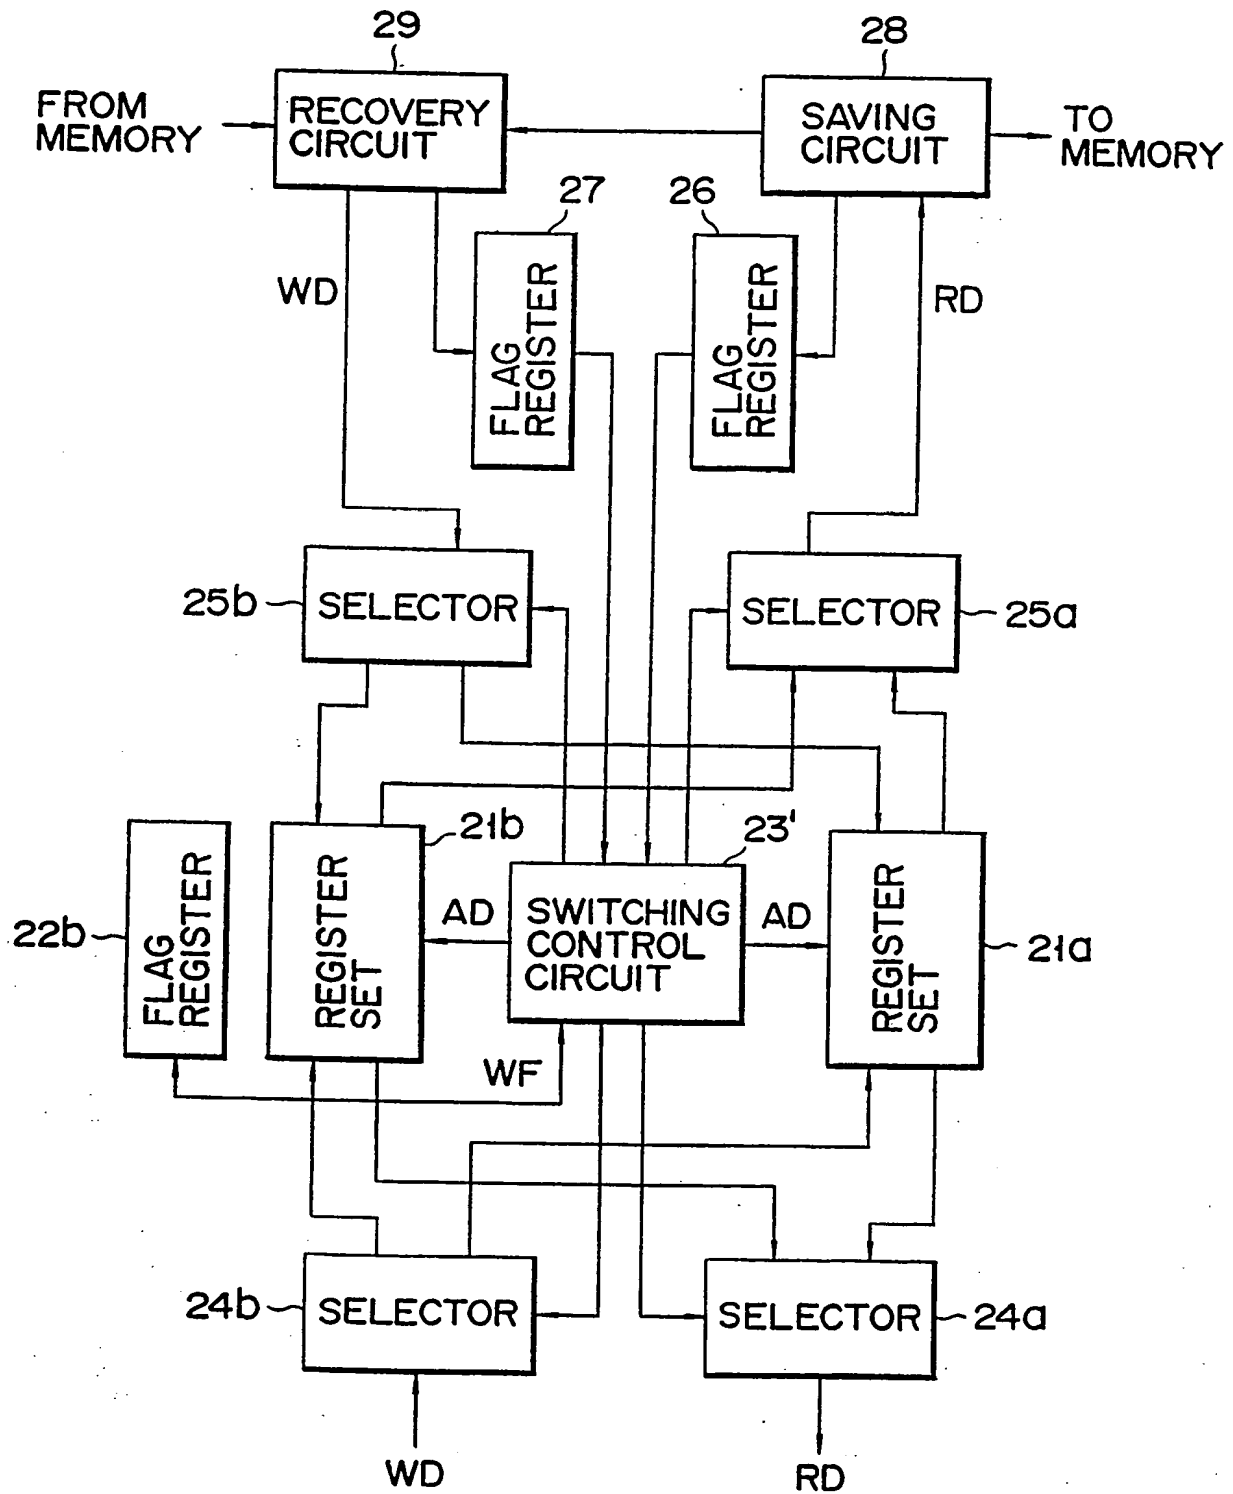 29
28
FROM
MEMORY
RECOVERY
CIRCUIT
SAVING
CIRCUIT
TO
MEMORY
27
26
WD
FLAG
REGISTER
FLAG
REGISTER
RD
25b
SELECTOR
SELECTOR
25a
21b
23'
22b
FLAG
REGISTER
REGISTER
SET
AD
SWITCHING
CONTROL
CIRCUIT
AD
REGISTER
SET
21a
WF
24b
SELECTOR
SELECTOR
24a
WD
RD